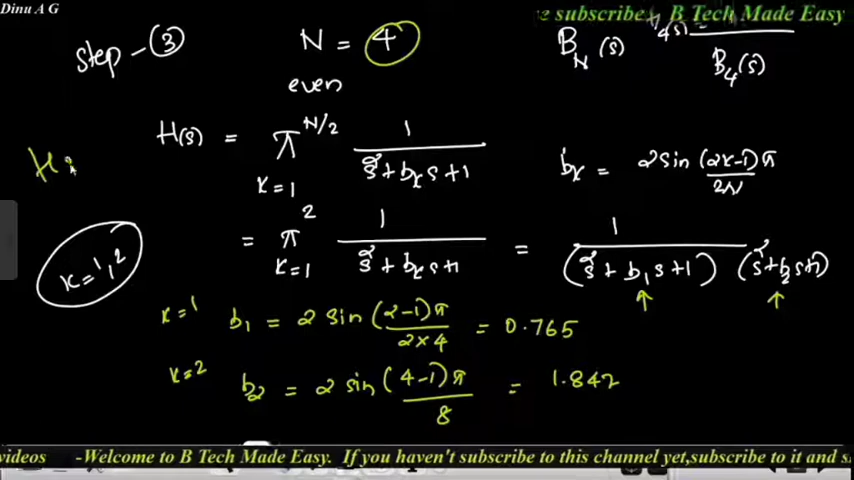 Dinu A G
e subscribe. B Tech Made Easy
step - ③ N = 4
even
B_N (s) B_4(s)
H(s) = π^{N/2}_{K=1} 1 / (s² + b_K s + 1) b_K = 2 sin (2K-1)π / 2N
H
= π^{2}_{K=1} 1 / (s² + b_K s + 1) = 1 / (s² + b_1 s + 1) (s² + b_2 s + 1)
K = 1, 2
K = 1 b_1 = 2 sin (2-1)π / 2×4 = 0.765
K = 2 b_2 = 2 sin (4-1)π / 8 = 1.842
videos -Welcome to B Tech Made Easy. If you haven't subscribe to this channel yet,subscribe to it and s